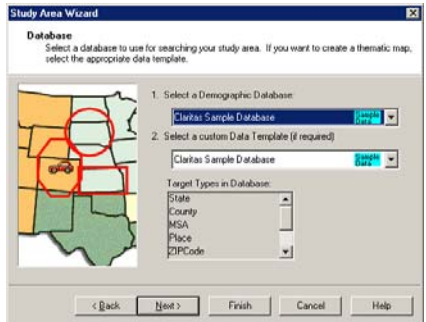 Study Area Wizard
Database
Select a database to use for searching your study area. If you want to create a thematic map,
select the appropriate data template.
1. Select a Demographic Database:
Claritas Sample Database
Sample
Data
2. Select a custom Data Template (if required)
Claritas Sample Database
Sample
Data
Target Types in Database:
State
County
MSA
Place
ZIPCode
< Back
Next >
Finish
Cancel
Help